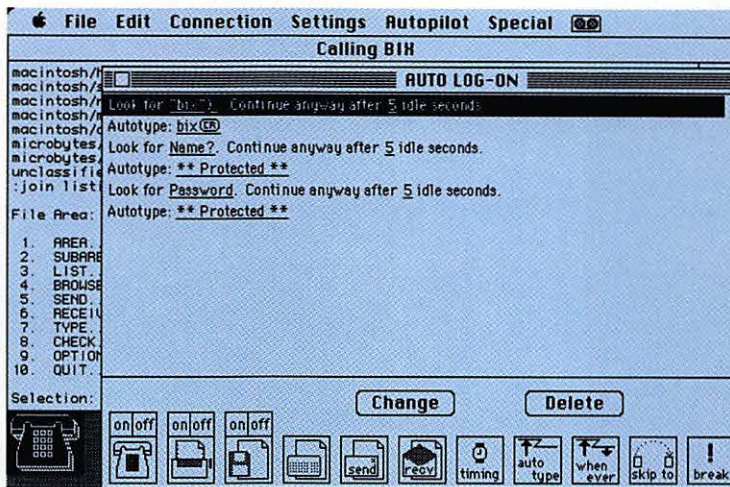 File Edit Connection Settings Autopilot Special
Calling BIX
AUTO LOG-ON
macintosh/
macintosh/s
macintosh/
macintosh/
macintosh/
microbytes/
microbytes/
unclassifie
:join list
File Area:
1. AREA..
2. SUBARE
3. LIST..
4. BROWSE
5. SEND..
6. RECEIV
7. TYPE..
8. CHECK.
9. OPTION
10. QUIT..
Selection:
Look for "bix"). Continue anyway after 5 idle seconds.
Autotype: bix CR
Look for Name?. Continue anyway after 5 idle seconds.
Autotype: ** Protected **
Look for Password. Continue anyway after 5 idle seconds.
Autotype: ** Protected **
Change Delete
on off on off on off
send recv timing auto type when ever skip to break